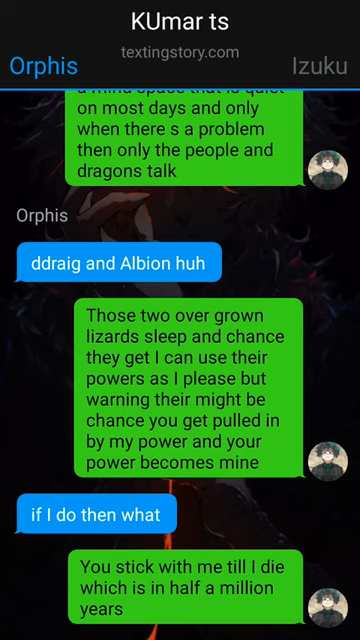 KUmar ts
textingstory.com
Orphis
Izuku
a mind space that is quiet
on most days and only
when there s a problem
then only the people and
dragons talk
Orphis
ddraig and Albion huh
Those two over grown
lizards sleep and chance
they get I can use their
powers as I please but
warning their might be
chance you get pulled in
by my power and your
power becomes mine
if I do then what
You stick with me till I die
which is in half a million
years